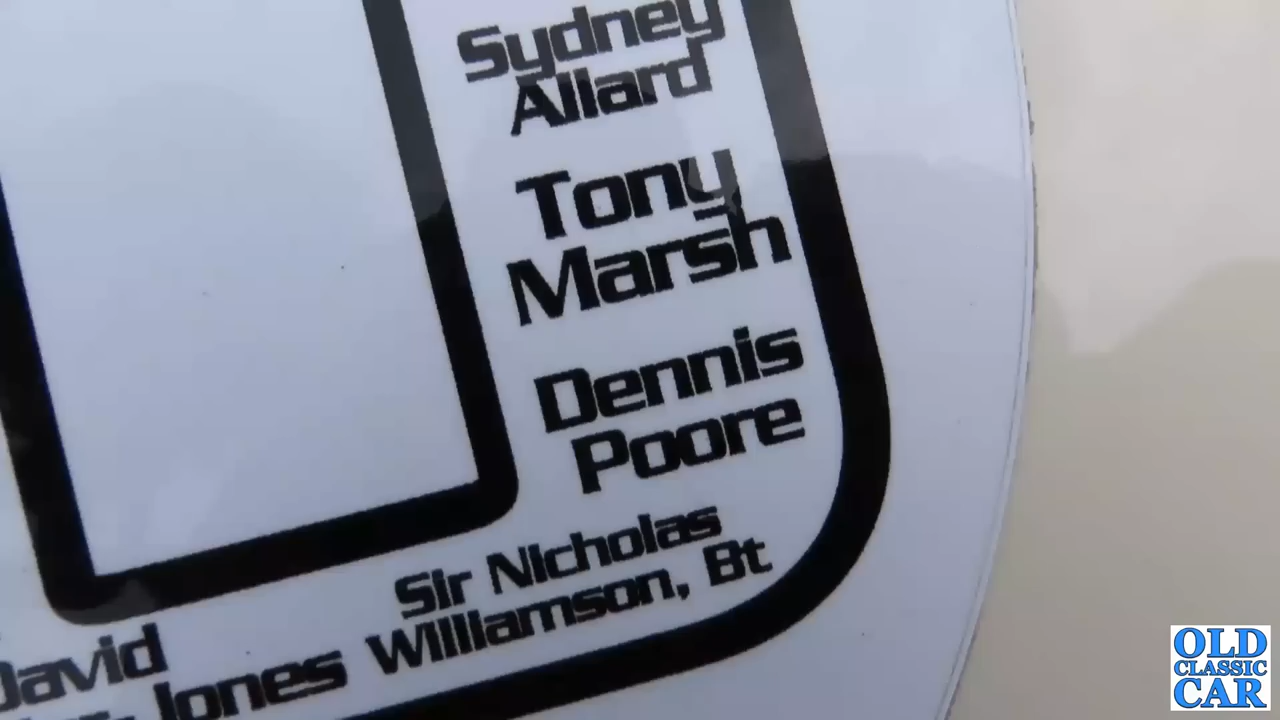 Sydney
Allard
Tony
Marsh
Dennis
Poore
Sir Nicholas
Williamson, Bt
David
Jones
OLD
CLASSIC
CAR